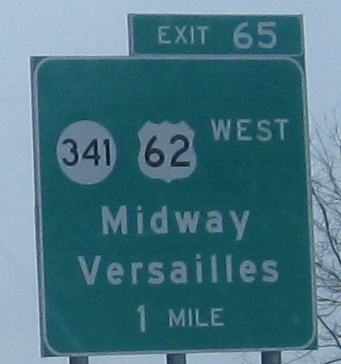 EXIT 65
341 62 WEST
Midway
Versailles
1 MILE